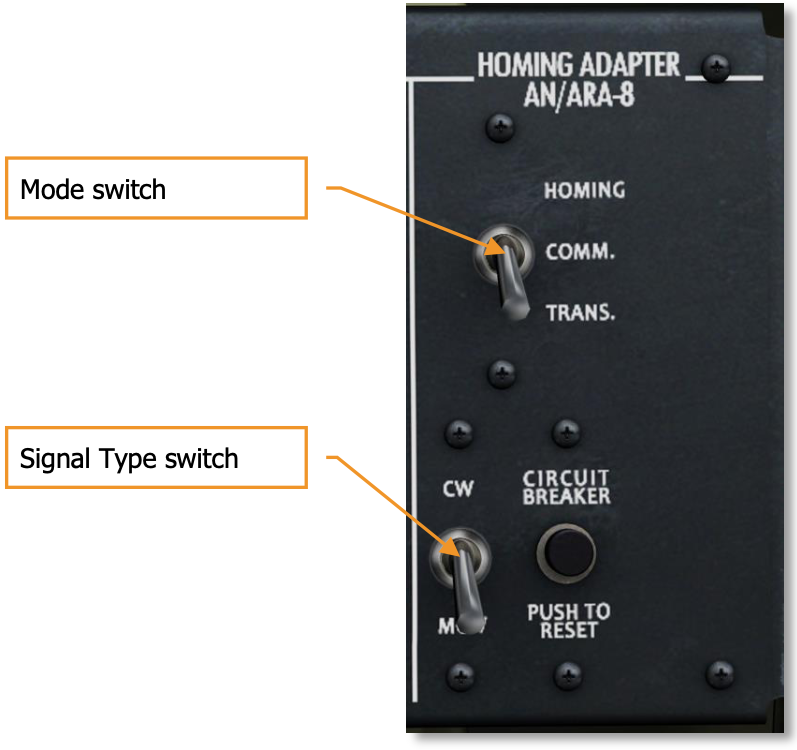 HOMING ADAPTER
AN/ARA-8
Mode switch
HOMING
COMM.
TRANS.
Signal Type switch
CW
CIRCUIT
BREAKER
PUSH TO
RESET